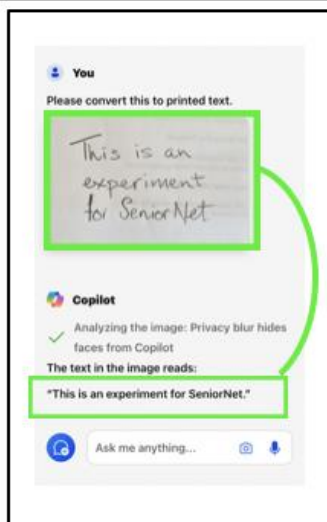 You
Please convert this to printed text.
This is an
experiment
for SeniorNet
Copilot
Analyzing the image: Privacy blur hides
faces from Copilot
The text in the image reads:
"This is an experiment for SeniorNet."
Ask me anything...